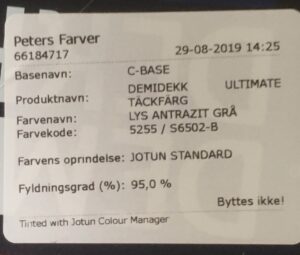 Peters Farver
66184717 29-08-2019 14:25
Basenavn: C-BASE
Produktnavn: DEMIDEKK ULTIMATE
TÄCKFÄRG
Farvenavn: LYS ANTRAZIT GRÅ
Farvekode: 5255 / S6502-B
Farvens oprindelse: JOTUN STANDARD
Fyldningsgrad (%): 95,0 %
Byttes ikke!
Tinted with Jotun Colour Manager